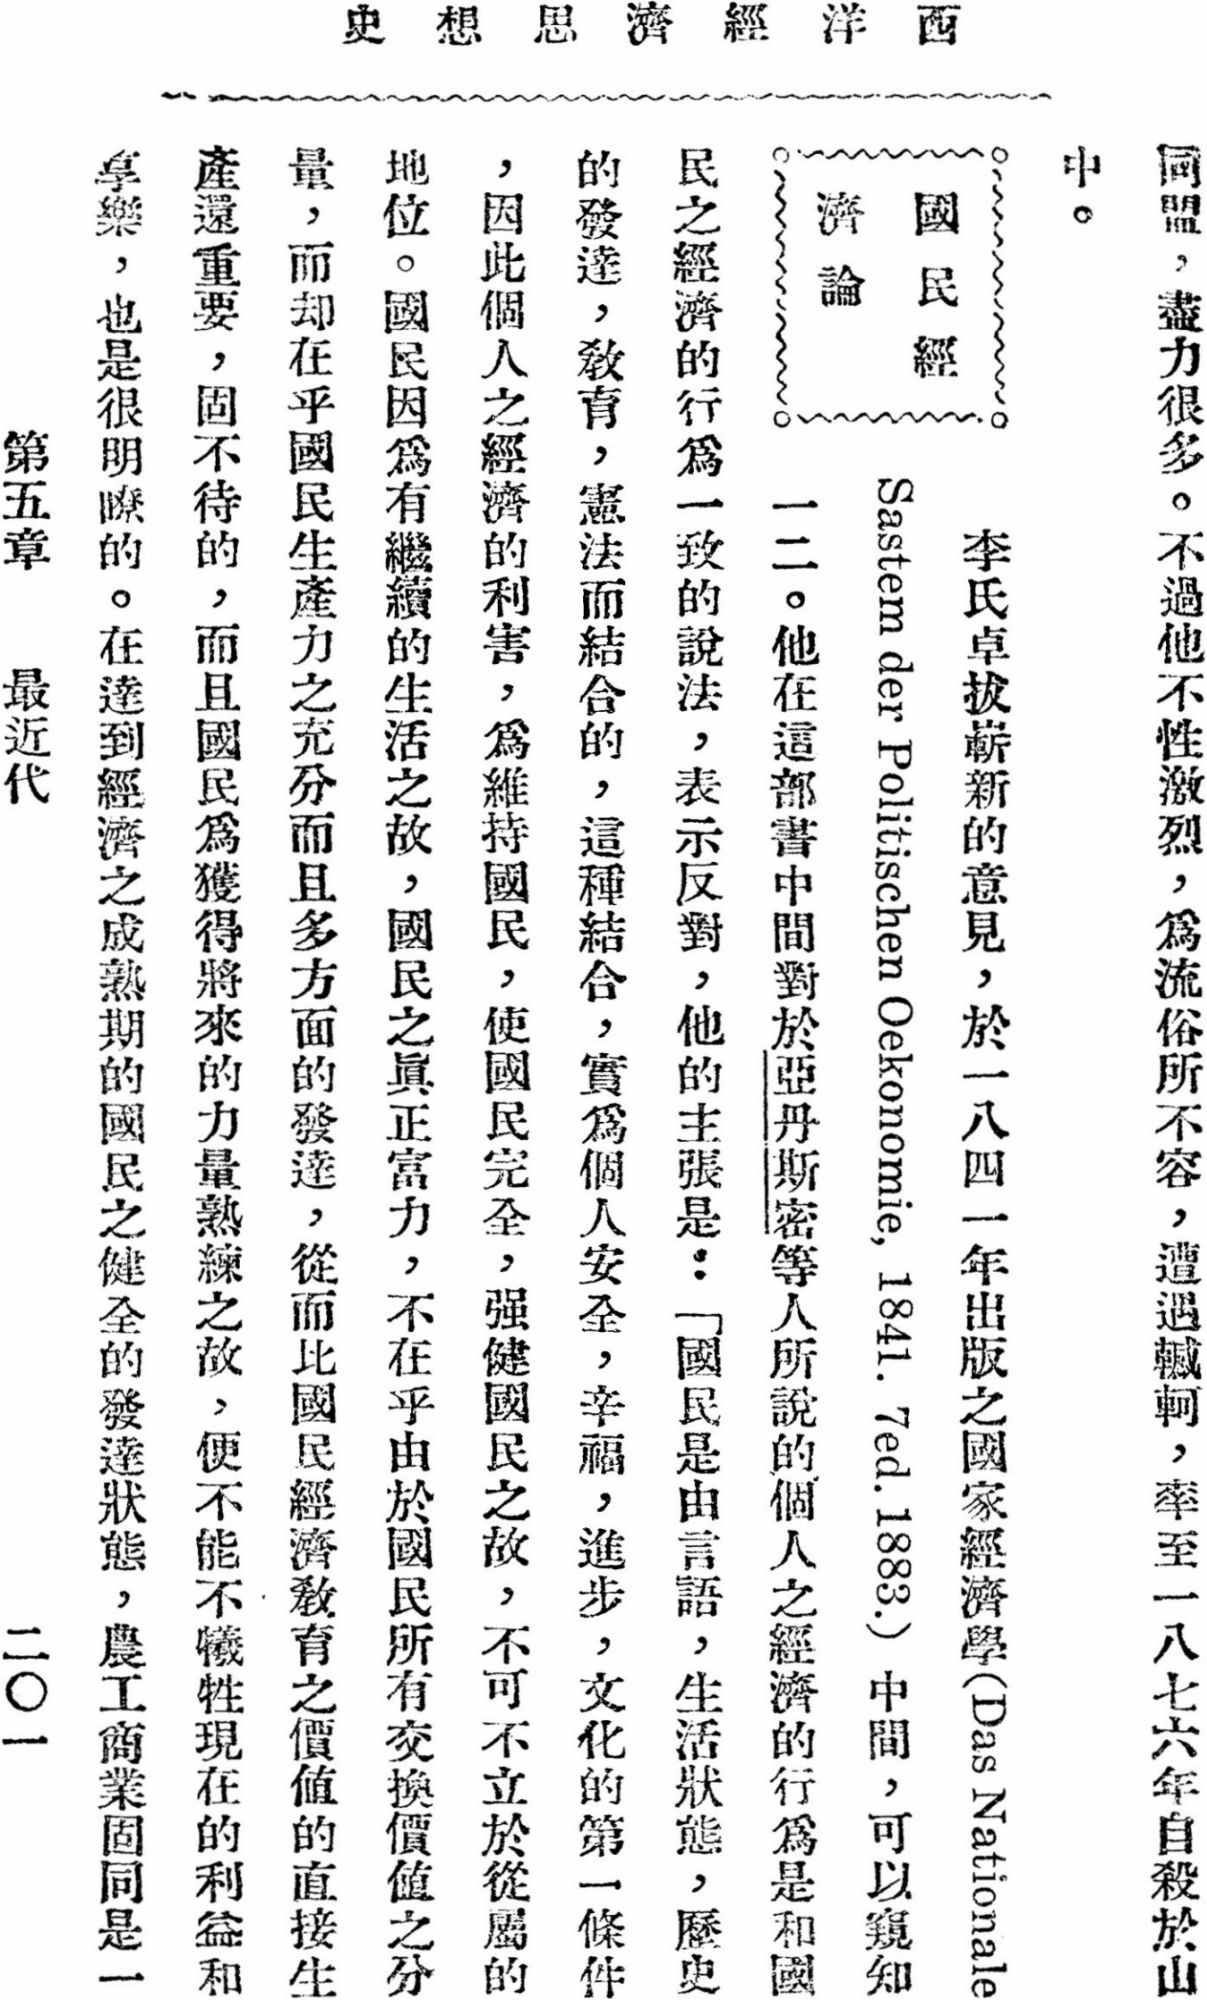 西洋經濟思想史
同盟，盡力很多。不過他不性激烈，爲流俗所不容，遭遇轗軻，率至一八七六年自殺於山
中。
國民經
濟論
李氏卓拔嶄新的意見，於一八四一年出版之國家經濟學(Das Nationale
Sastem der Politischen Oekonomie, 1841. 7ed. 1883.) 中間，可以窺知
一二。他在這部書中間對於亞丹斯密等人所說的個人之經濟的行爲是和國
民之經濟的行爲一致的說法，表示反對，他的主張是：「國民是由言語，生活狀態，歷史
的發達，敎育，憲法而結合的，這種結合，實爲個人安全，辛福，進步，文化的第一條件
，因此個人之經濟的利害，爲維持國民，使國民完全，强健國民之故，不可不立於從屬的
地位。國民因爲有繼續的生活之故，國民之眞正富力，不在乎由於國民所有交換價値之分
量，而却在乎國民生產力之充分而且多方面的發達，從而比國民經濟敎育之價値的直接生
產還重要，固不待的，而且國民爲獲得將來的力量熟練之故，便不能不犧牲現在的利益和
享樂，也是很明瞭的。在達到經濟之成熟期的國民之健全的發達狀態，農工商業固同是一
第五章 最近代 二〇一